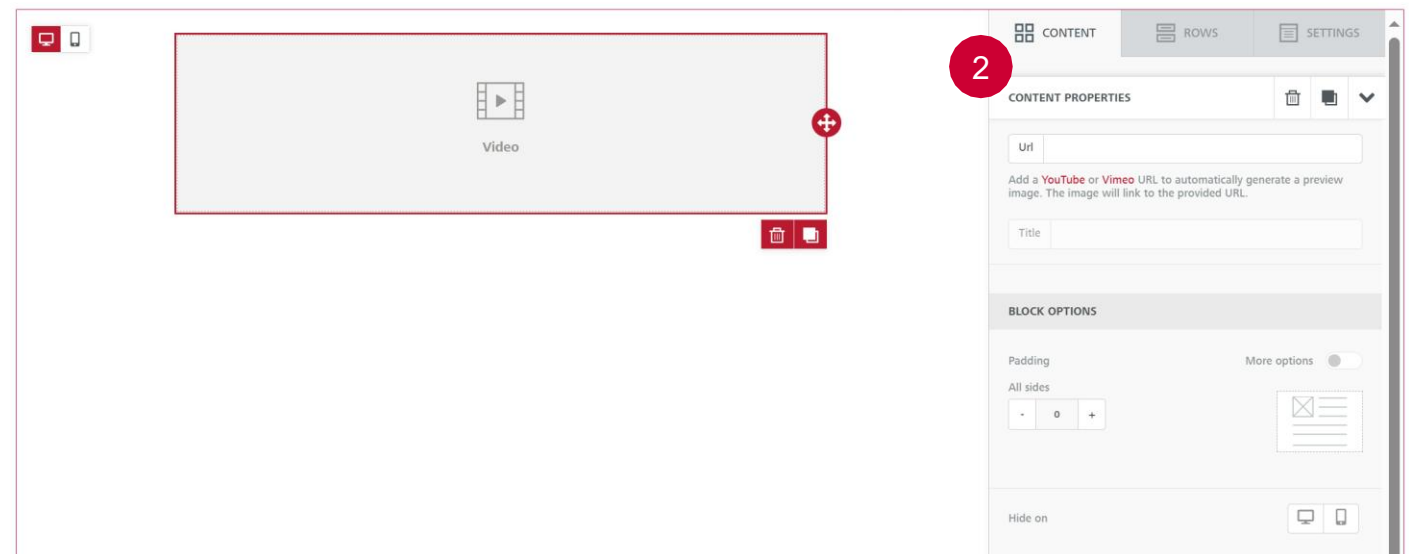 CONTENT
ROWS
SETTINGS
2
CONTENT PROPERTIES
Video
Url
Add a YouTube or Vimeo URL to automatically generate a preview
image. The image will link to the provided URL.
Title
BLOCK OPTIONS
Padding
More options
All sides
- 0 +
Hide on